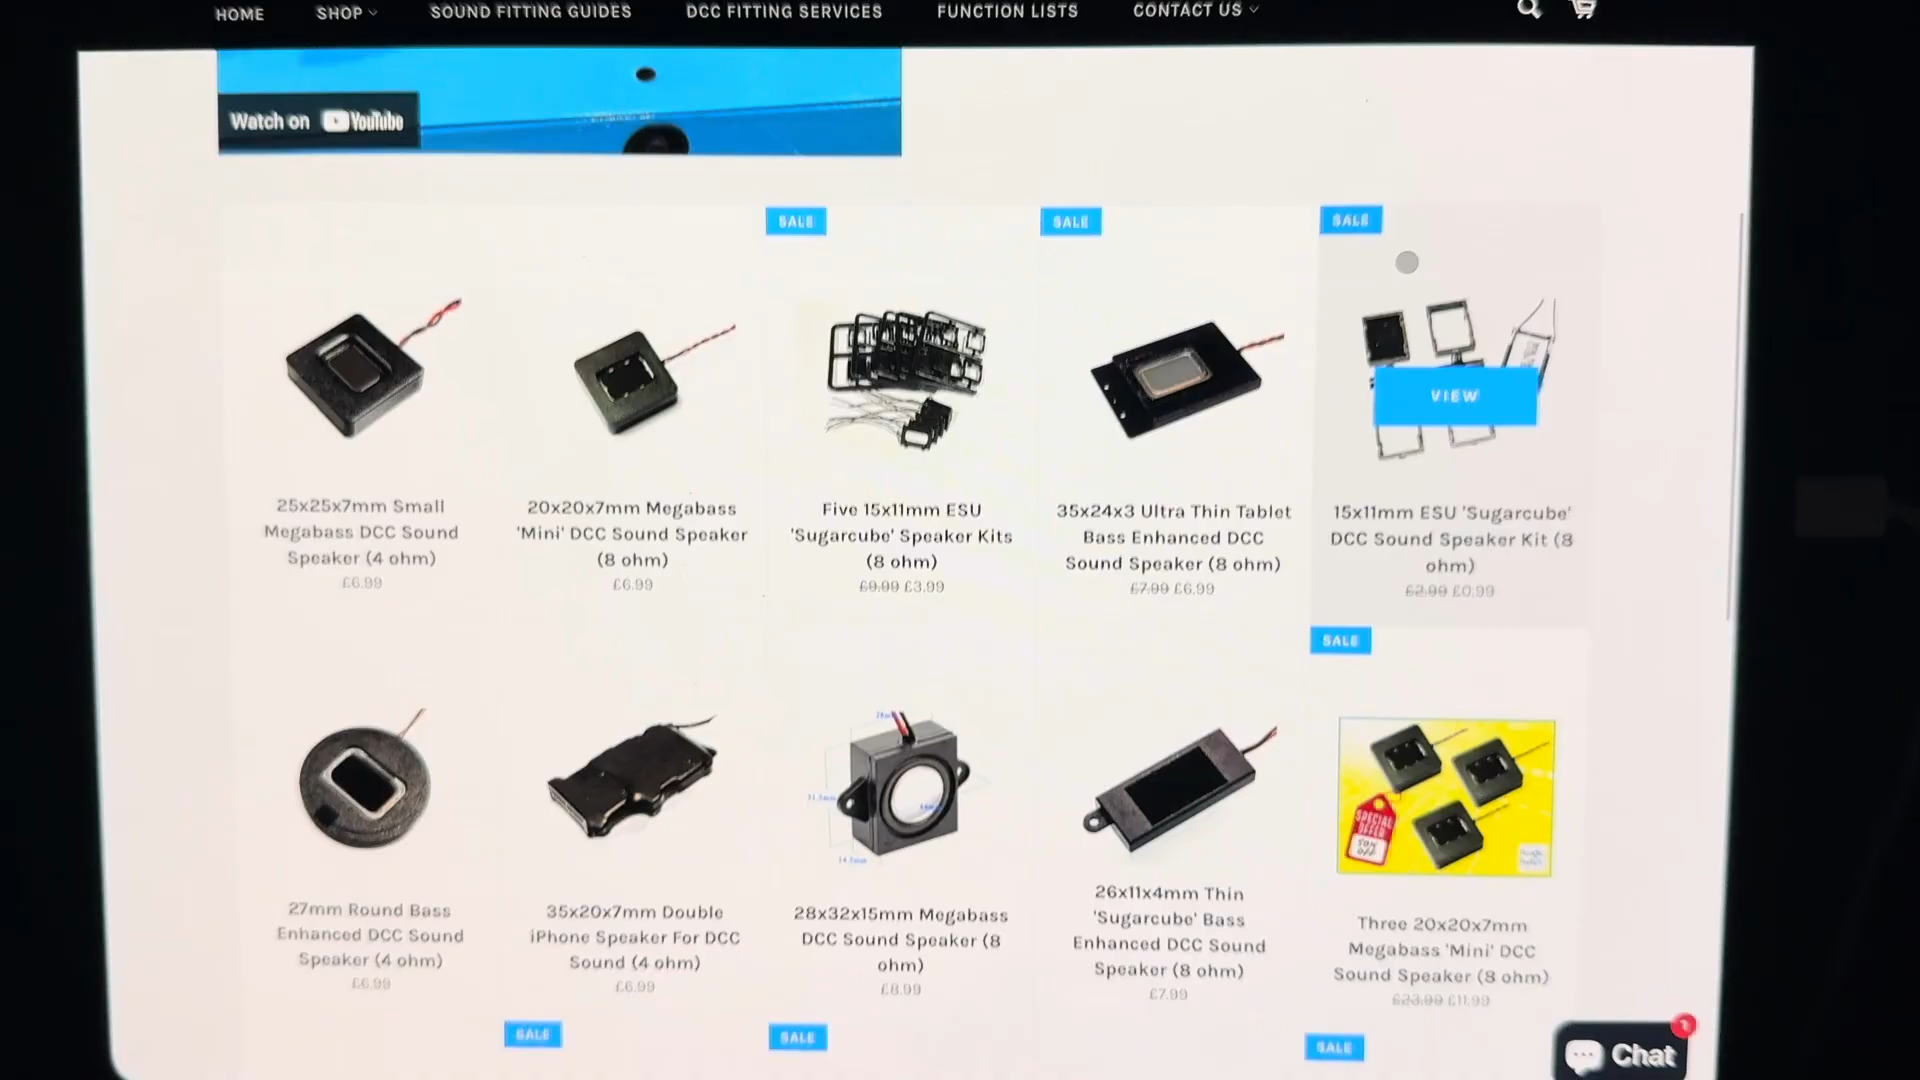 HOME
SHOP
SOUND FITTING GUIDES
DCC FITTING SERVICES
FUNCTION LISTS
CONTACT US
Watch on YouTube
SALE
SALE
SALE
VIEW
25x25x7mm Small
Megabass DCC Sound
Speaker (4 ohm)
£6.99
20x20x7mm Megabass
'Mini' DCC Sound Speaker
(8 ohm)
£6.99
Five 15x11mm ESU
'Sugarcube' Speaker Kits
(8 ohm)
£9.99 £3.99
35x24x3 Ultra Thin Tablet
Bass Enhanced DCC
Sound Speaker (8 ohm)
£7.99 £6.99
15x11mm ESU 'Sugarcube'
DCC Sound Speaker Kit (8
ohm)
£2.99 £0.99
SALE
SPECIAL
OFFER
50%
OFF
27mm Round Bass
Enhanced DCC Sound
Speaker (4 ohm)
£6.99
35x20x7mm Double
iPhone Speaker For DCC
Sound (4 ohm)
£6.99
28x32x15mm Megabass
DCC Sound Speaker (8
ohm)
£8.99
26x11x4mm Thin
'Sugarcube' Bass
Enhanced DCC Sound
Speaker (8 ohm)
£7.99
Three 20x20x7mm
Megabass 'Mini' DCC
Sound Speaker (8 ohm)
£23.99 £11.99
SALE
SALE
SALE
1
Chat